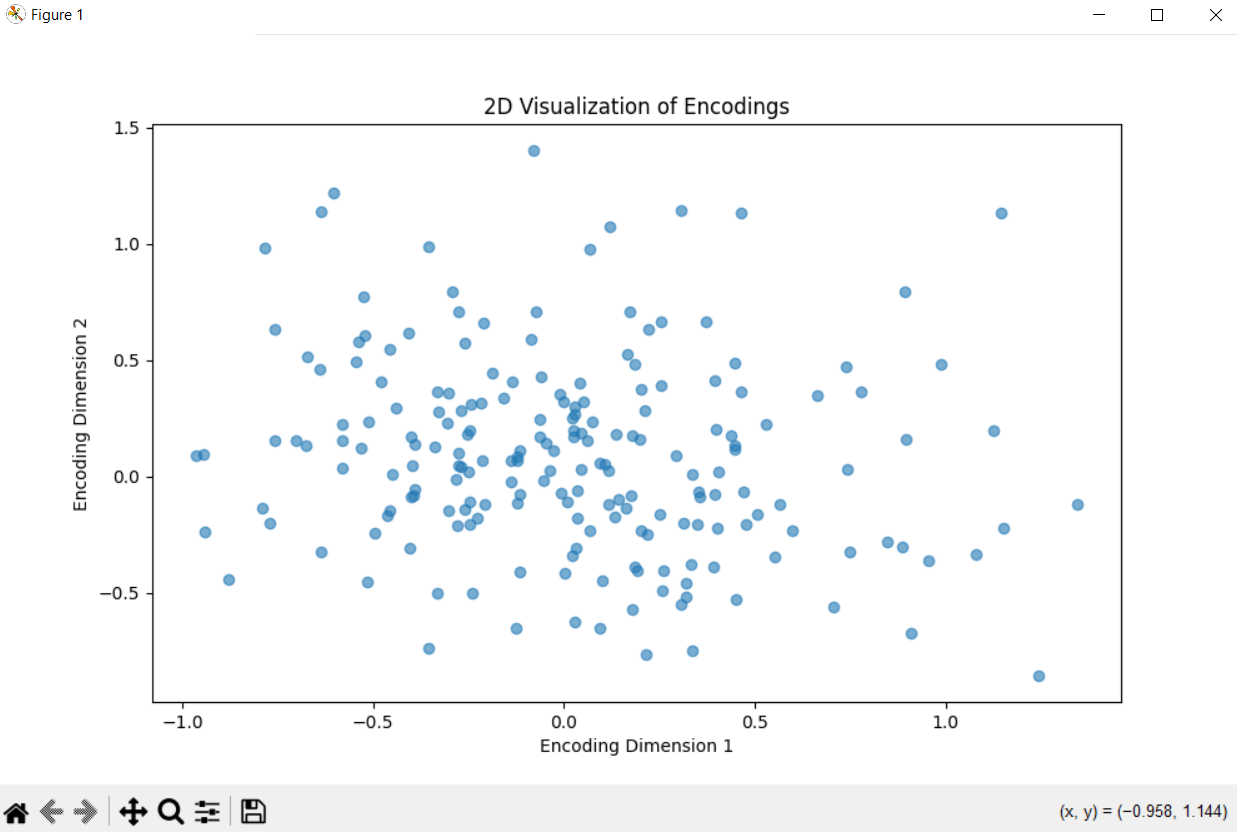 Figure 1
2D Visualization of Encodings
1.5
1.0
0.5
0.0
−0.5
Encoding Dimension 2
−1.0 −0.5 0.0 0.5 1.0
Encoding Dimension 1
(x, y) = (−0.958, 1.144)